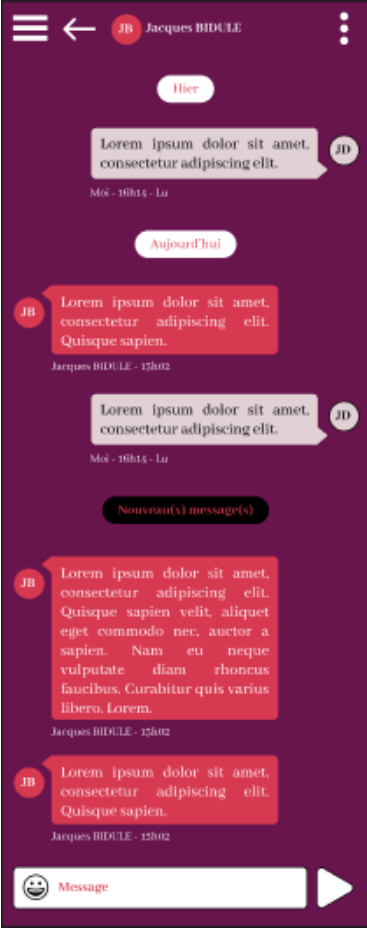 JB Jacques BIDULE
Hier
Lorem ipsum dolor sit amet,
consectetur adipiscing elit.
JD
Moi - 16h14 - Lu
Aujourd'hui
JB
Lorem ipsum dolor sit amet,
consectetur adipiscing elit.
Quisque sapien.
Jacques BIDULE - 15h02
Lorem ipsum dolor sit amet,
consectetur adipiscing elit.
JD
Moi - 16h14 - Lu
Nouveau(x) message(s)
JB
Lorem ipsum dolor sit amet,
consectetur adipiscing elit.
Quisque sapien velit, aliquet
eget commodo nec, auctor a
sapien. Nam eu neque
vulputate diam rhoncus
faucibus. Curabitur quis varius
libero. Lorem.
Jacques BIDULE - 15h02
JB
Lorem ipsum dolor sit amet,
consectetur adipiscing elit.
Quisque sapien.
Jacques BIDULE - 15h02
Message